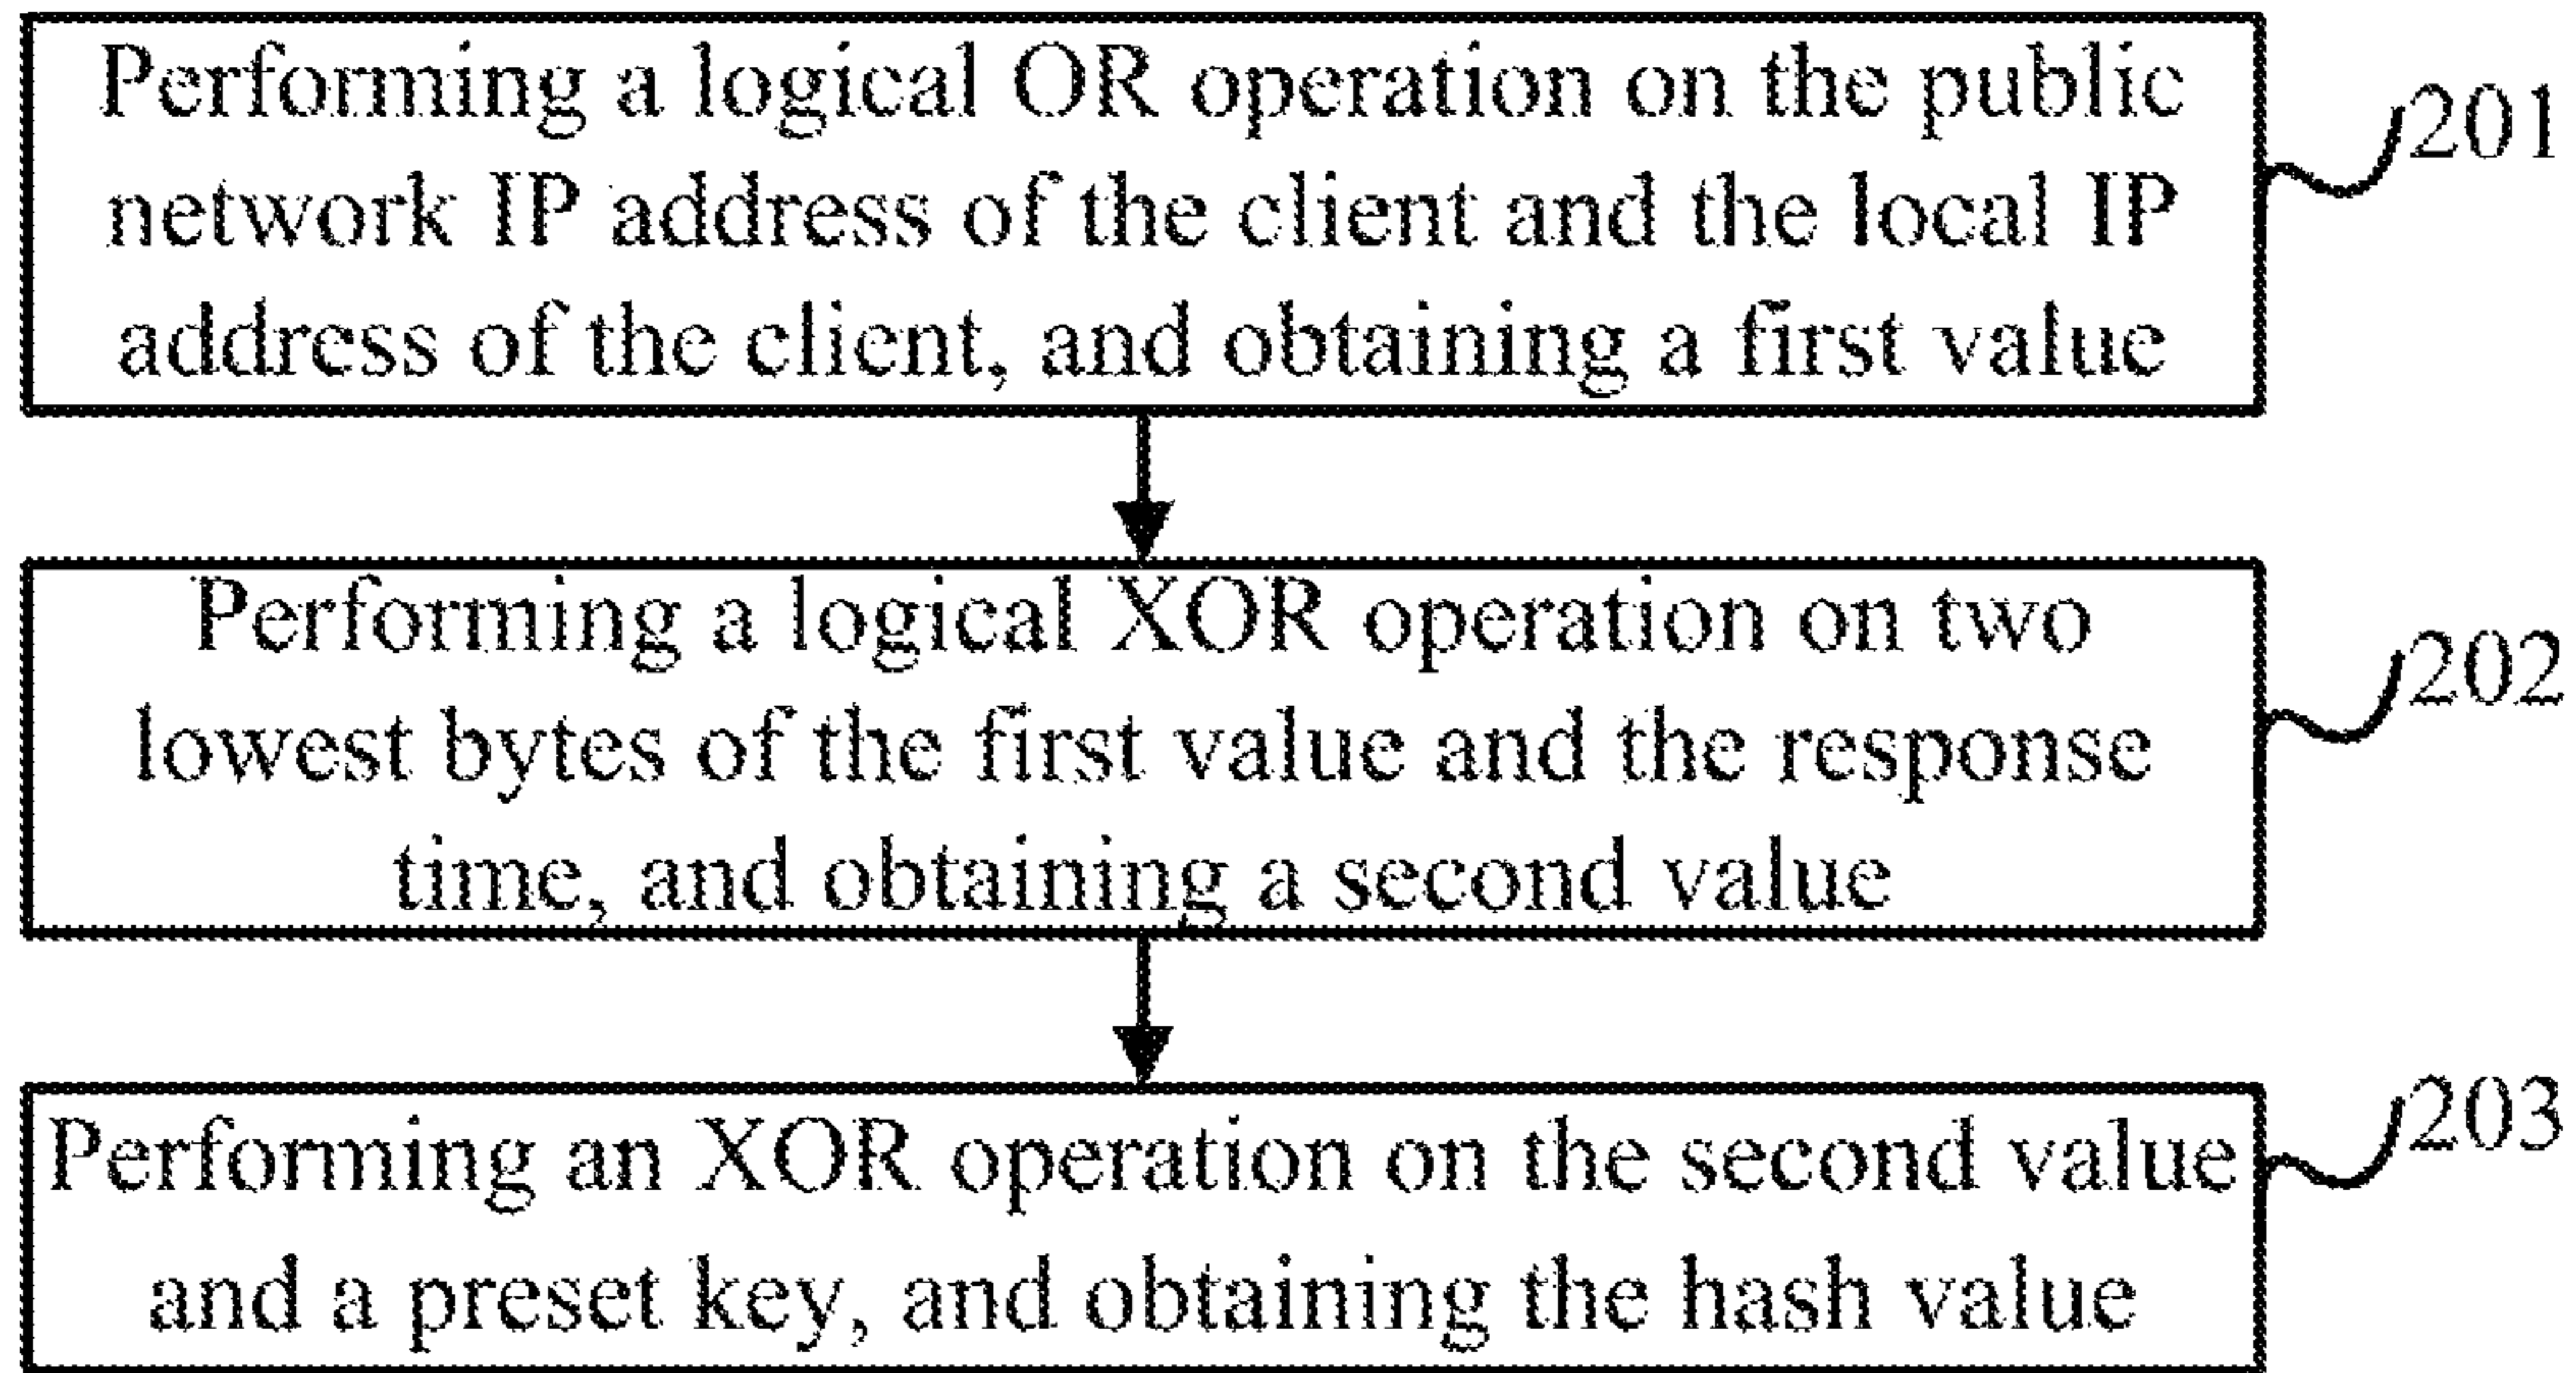 Performing a logical OR operation on the public
network IP address of the client and the local IP
address of the client, and obtaining a first value
201
Performing a logical XOR operation on two
lowest bytes of the first value and the response
time, and obtaining a second value
202
Performing an XOR operation on the second value
and a preset key, and obtaining the hash value
203